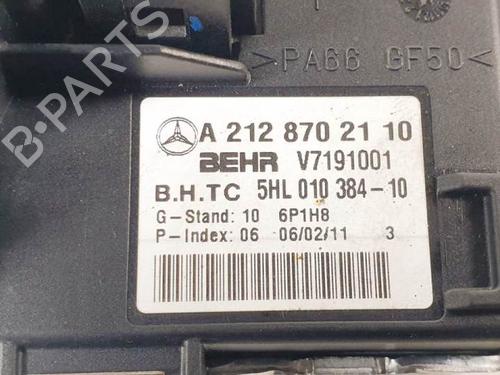 >PA66 GF50<
A 212 870 21 10
BEHR V7191001
B.H.TC 5HL 010 384-10
G-Stand: 10 6P1H8
P-Index: 06 06/02/11 3